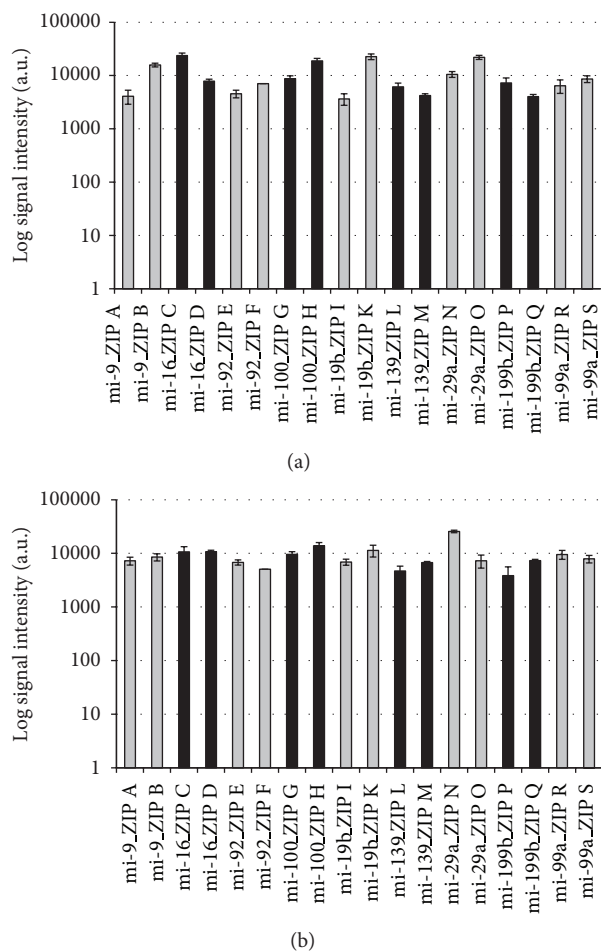 100000
10000
1000
100
10
1
Log signal intensity (a.u.)
mi-9_ZIP A
mi-9_ZIP B
mi-16_ZIP C
mi-16_ZIP D
mi-92_ZIP E
mi-92_ZIP F
mi-100_ZIP G
mi-100_ZIP H
mi-19b_ZIP I
mi-19b_ZIP K
mi-139_ZIP L
mi-139_ZIP M
mi-29a_ZIP N
mi-29a_ZIP O
mi-199b_ZIP P
mi-199b_ZIP Q
mi-99a_ZIP R
mi-99a_ZIP S
(a)
100000
10000
1000
100
10
1
Log signal intensity (a.u.)
mi-9_ZIP A
mi-9_ZIP B
mi-16_ZIP C
mi-16_ZIP D
mi-92_ZIP E
mi-92_ZIP F
mi-100_ZIP G
mi-100_ZIP H
mi-19b_ZIP I
mi-19b_ZIP K
mi-139_ZIP L
mi-139_ZIP M
mi-29a_ZIP N
mi-29a_ZIP O
mi-199b_ZIP P
mi-199b_ZIP Q
mi-99a_ZIP R
mi-99a_ZIP S
(b)